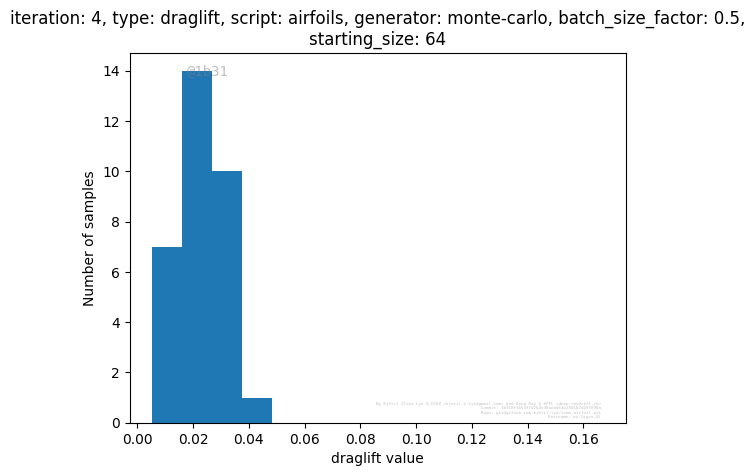 iteration: 4, type: draglift, script: airfoils, generator: monte-carlo, batch_size_factor: 0.5,
starting_size: 64
14
@1b31
12
10
8
6
4
2
0
Number of samples
0.00 0.02 0.04 0.06 0.08 0.10 0.12 0.14 0.16
draglift value